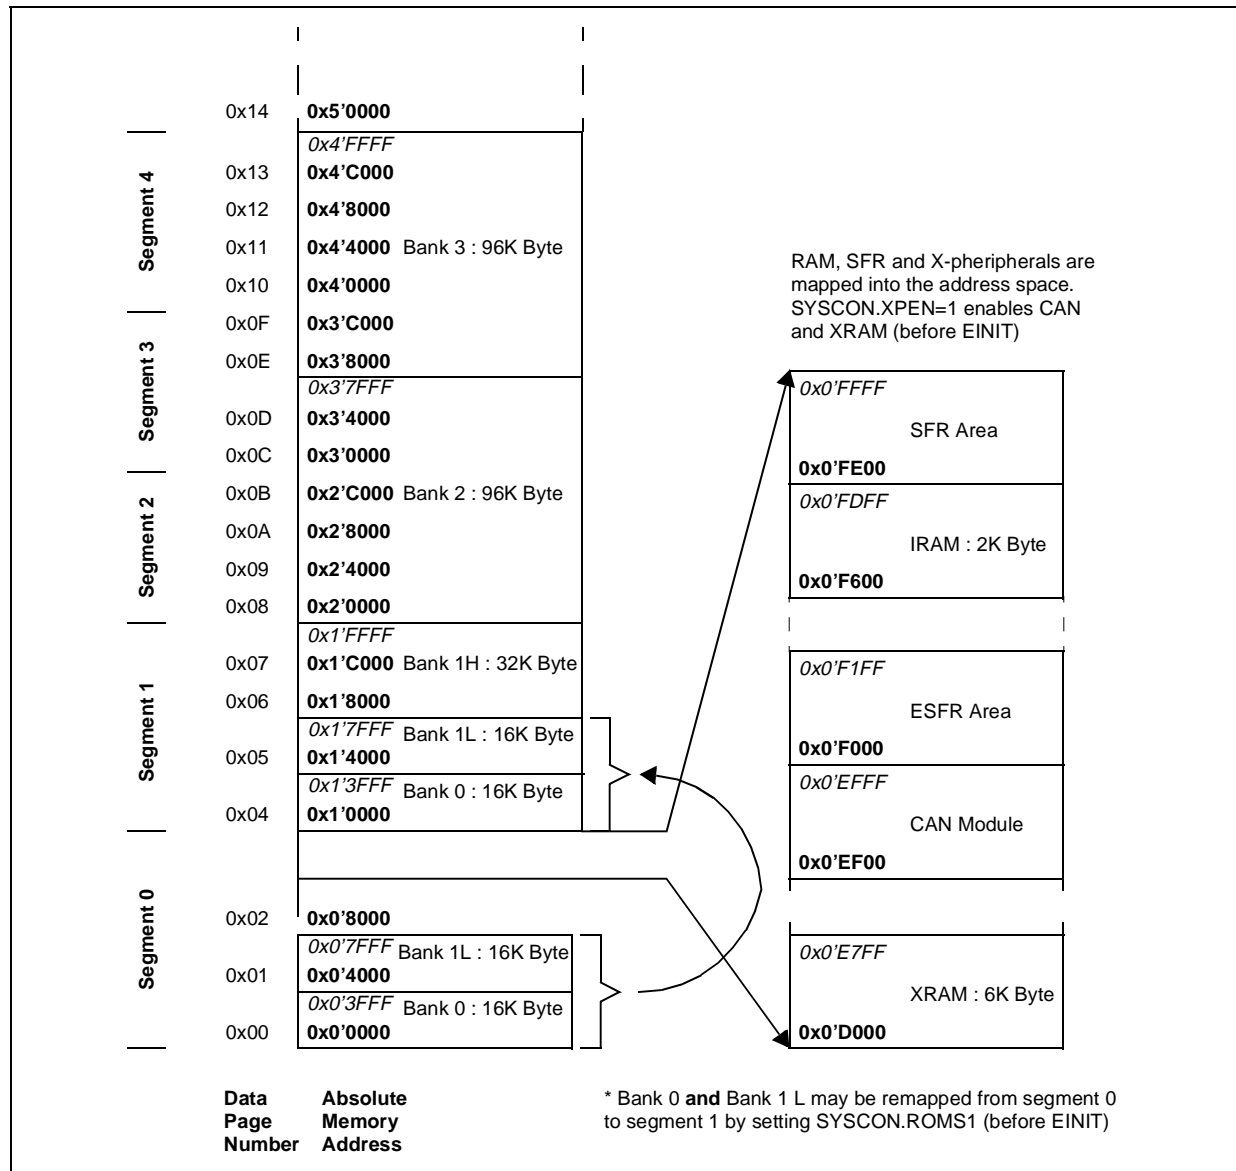 0x14 0x5'0000
0x4'FFFF
0x13 0x4'C000
0x12 0x4'8000
0x11 0x4'4000 Bank 3 : 96K Byte
0x10 0x4'0000
Segment 4
0x0F 0x3'C000
0x0E 0x3'8000
0x3'7FFF
0x0D 0x3'4000
0x0C 0x3'0000
Segment 3
0x0B 0x2'C000 Bank 2 : 96K Byte
0x0A 0x2'8000
0x09 0x2'4000
0x08 0x2'0000
Segment 2
0x1'FFFF
0x07 0x1'C000 Bank 1H : 32K Byte
0x06 0x1'8000
0x1'7FFF Bank 1L : 16K Byte
0x05 0x1'4000
0x1'3FFF Bank 0 : 16K Byte
0x04 0x1'0000
Segment 1
0x02 0x0'8000
0x0'7FFF Bank 1L : 16K Byte
0x01 0x0'4000
0x0'3FFF Bank 0 : 16K Byte
0x00 0x0'0000
Segment 0
Data Absolute
Page Memory
Number Address
RAM, SFR and X-pheripherals are
mapped into the address space.
SYSCON.XPEN=1 enables CAN
and XRAM (before EINIT)
0x0'FFFF
SFR Area
0x0'FE00
0x0'FDFF
IRAM : 2K Byte
0x0'F600
0x0'F1FF
ESFR Area
0x0'F000
0x0'EFFF
CAN Module
0x0'EF00
0x0'E7FF
XRAM : 6K Byte
0x0'D000
* Bank 0 and Bank 1 L may be remapped from segment 0
to segment 1 by setting SYSCON.ROMS1 (before EINIT)